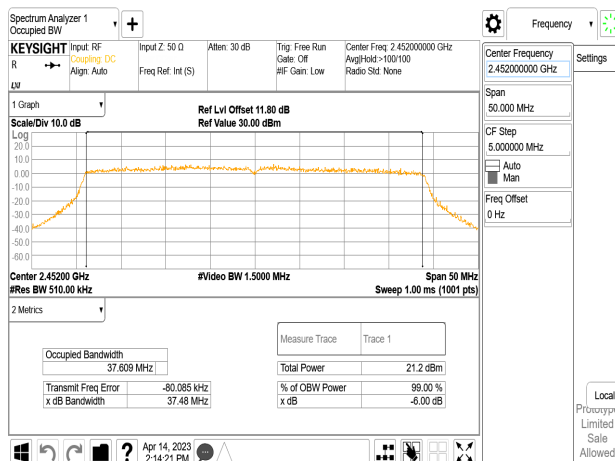 Spectrum Analyzer 1
Occupied BW
Frequency
KEYSIGHT Input: RF Input Z: 50 Ω Atten: 30 dB Trig: Free Run Center Freq: 2.452000000 GHz
R Coupling: DC Gate: Off Avg|Hold:>100/100
Align: Auto Freq Ref: Int (S) #IF Gain: Low Radio Std: None
LXI
Center Frequency
2.452000000 GHz
Settings
Span
50.000 MHz
CF Step
5.000000 MHz
Auto
Man
Freq Offset
0 Hz
1 Graph
Ref Lvl Offset 11.80 dB
Scale/Div 10.0 dB Ref Value 30.00 dBm
Log
20.0
10.0
0.00
-10.0
-20.0
-30.0
-40.0
-50.0
-60.0
Center 2.45200 GHz #Video BW 1.5000 MHz Span 50 MHz
#Res BW 510.00 kHz Sweep 1.00 ms (1001 pts)
2 Metrics
Measure Trace Trace 1
Occupied Bandwidth
37.609 MHz
Total Power 21.2 dBm
Transmit Freq Error -80.085 kHz % of OBW Power 99.00 %
x dB Bandwidth 37.48 MHz x dB -6.00 dB
Local
Prototype
Limited
Sale
Allowed
? Apr 14, 2023
2:14:21 PM